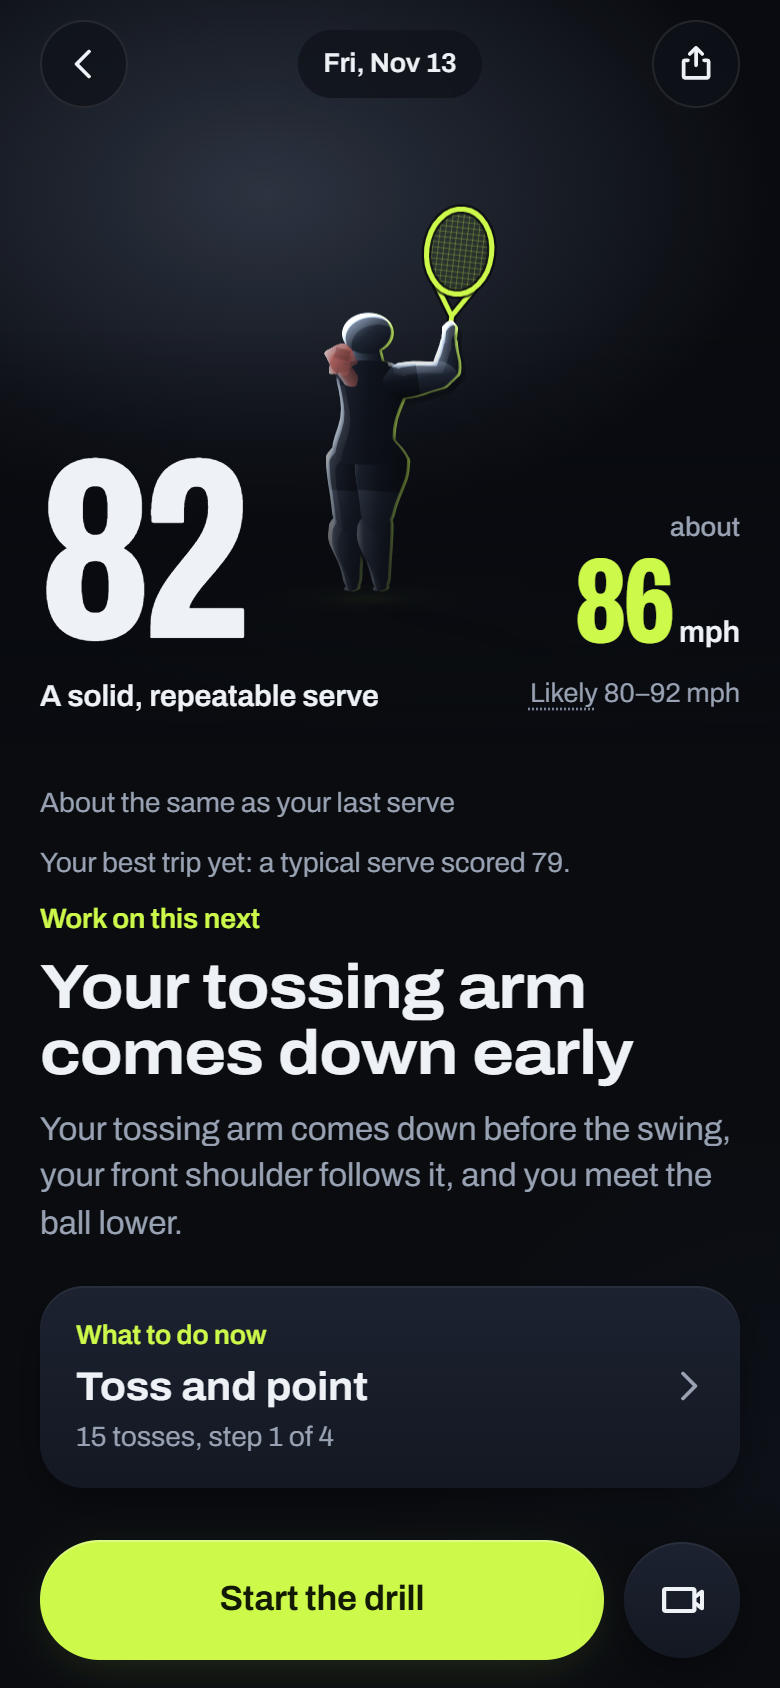 Fri, Nov 13
82
about
86 mph
A solid, repeatable serve
Likely 80–92 mph
About the same as your last serve
Your best trip yet: a typical serve scored 79.
Work on this next
Your tossing arm
comes down early
Your tossing arm comes down before the swing,
your front shoulder follows it, and you meet the
ball lower.
What to do now
Toss and point
15 tosses, step 1 of 4
Start the drill